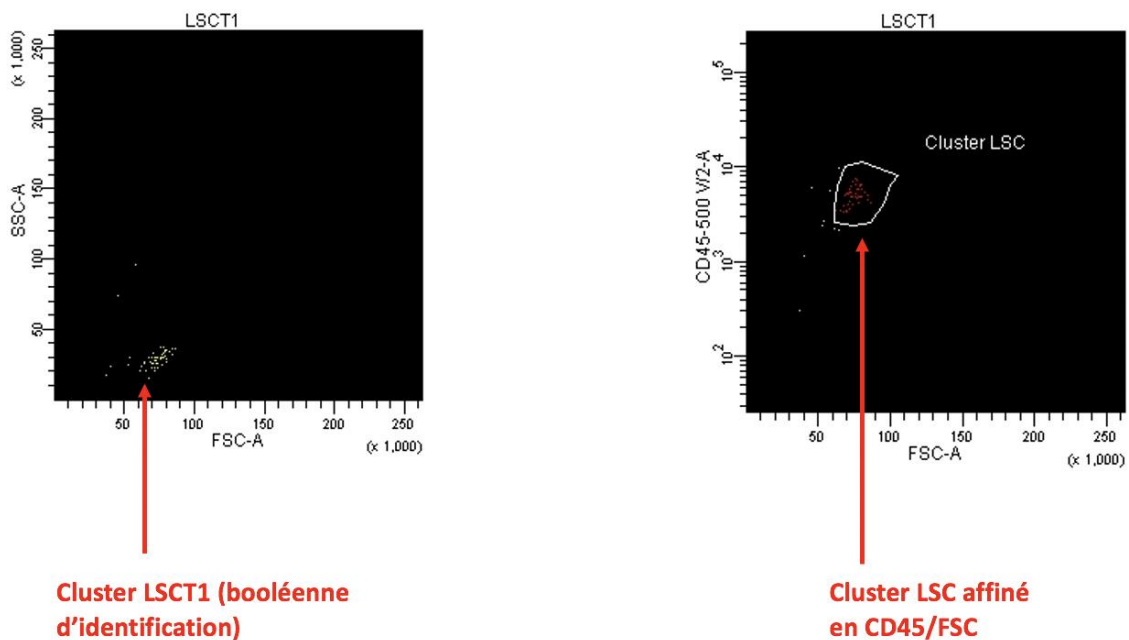 LSCT1
(x 1,000)
SSC-A
250
200
150
100
50
50 100 150 200 250
FSC-A
(x 1,000)
LSCT1
CD45-500 V/2-A
10^5
10^4
10^3
10^2
Cluster LSC
50 100 150 200 250
FSC-A
(x 1,000)
Cluster LSCT1 (booléenne
d’identification)
Cluster LSC affiné
en CD45/FSC